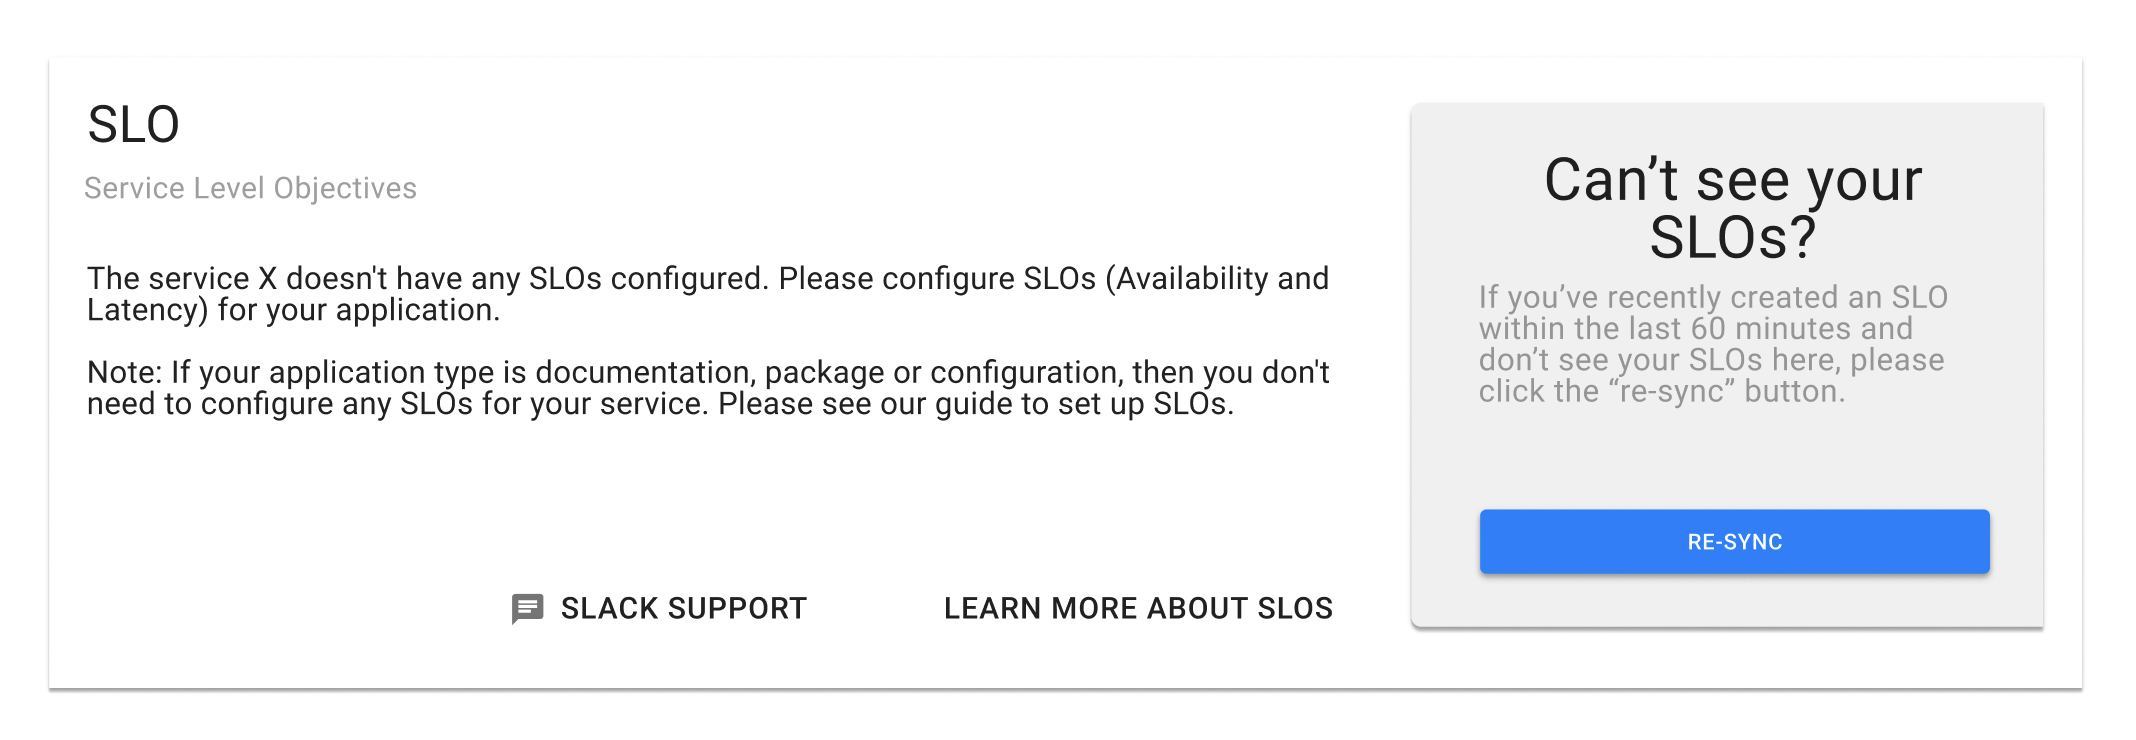 SLO
Service Level Objectives
The service X doesn't have any SLOs configured. Please configure SLOs (Availability and
Latency) for your application.
Note: If your application type is documentation, package or configuration, then you don't
need to configure any SLOs for your service. Please see our guide to set up SLOs.
SLACK SUPPORT
LEARN MORE ABOUT SLOS
Can’t see your
SLOs?
If you’ve recently created an SLO
within the last 60 minutes and
don’t see your SLOs here, please
click the “re-sync” button.
RE-SYNC